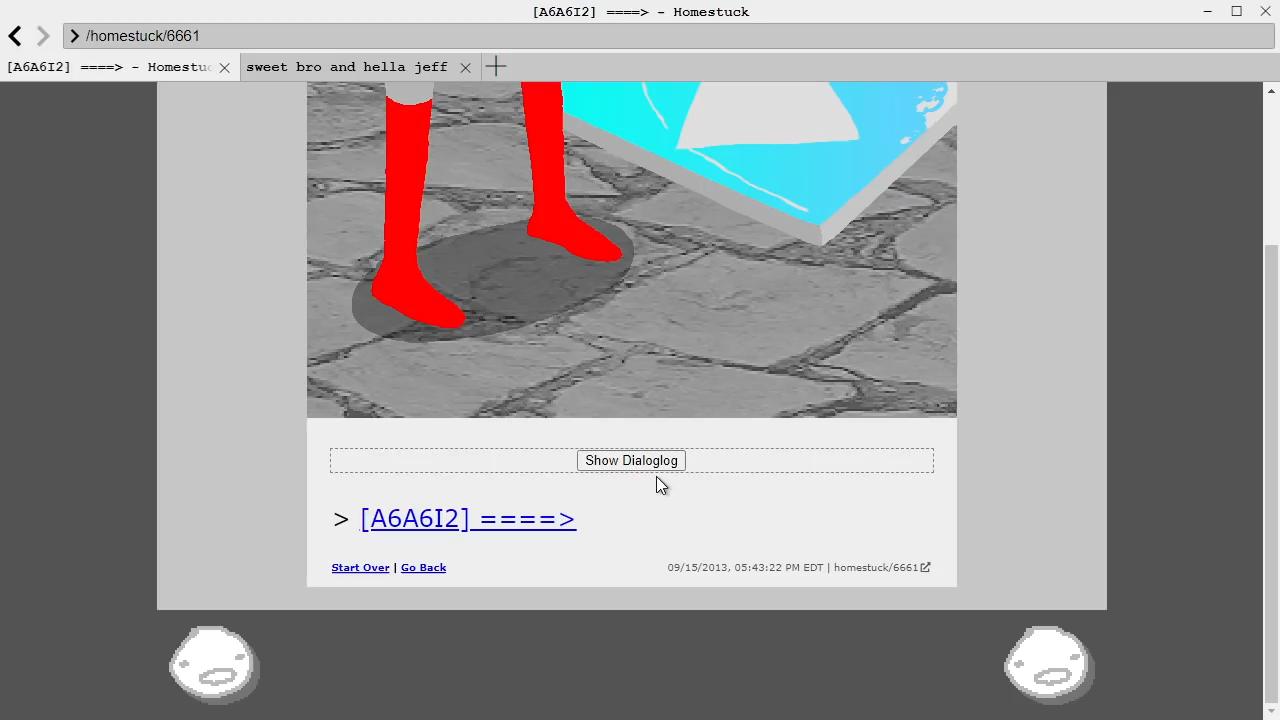 [A6A6I2] ====> - Homestuck
/homestuck/6661
[A6A6I2] ====> - Homestuc
sweet bro and hella jeff
Show Dialoglog
> [A6A6I2] ====>
Start Over | Go Back
09/15/2013, 05:43:22 PM EDT | homestuck/6661